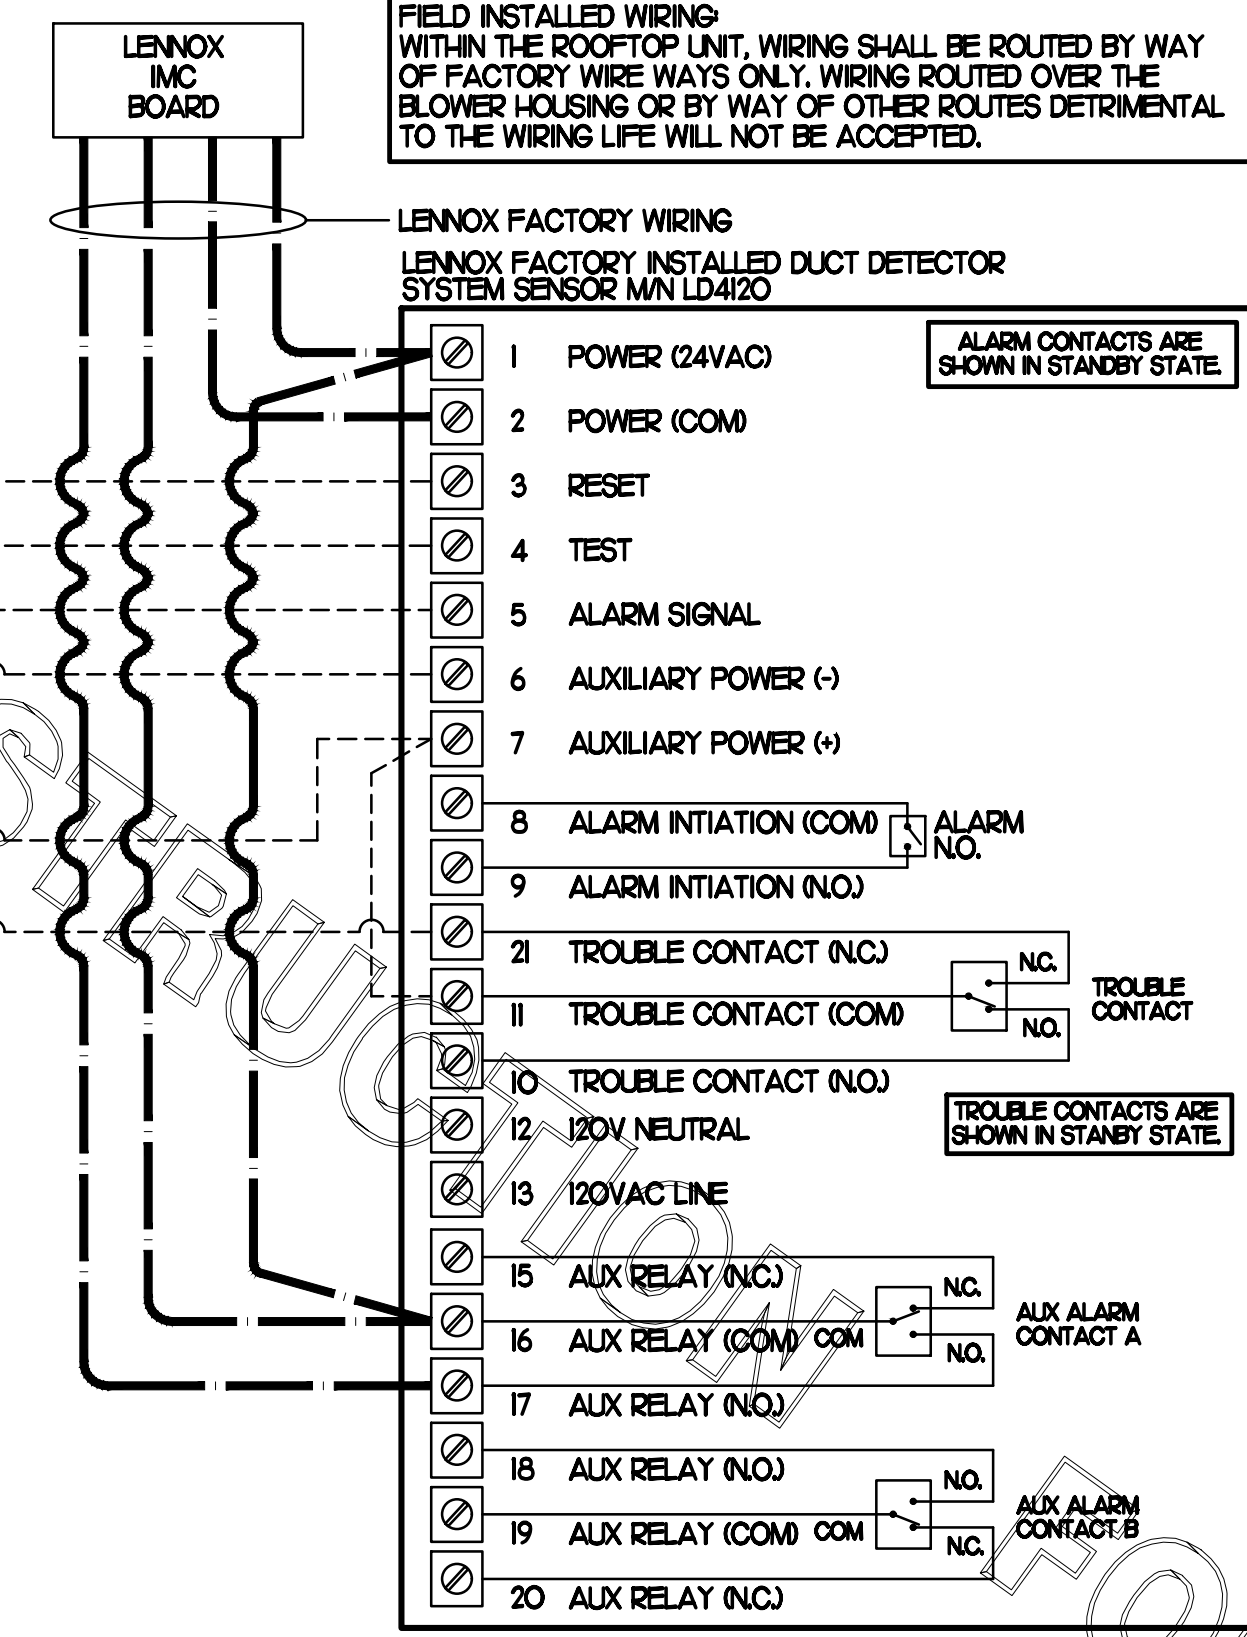 FIELD INSTALLED WIRING:
WITHIN THE ROOFTOP UNIT, WIRING SHALL BE ROUTED BY WAY
OF FACTORY WIRE WAYS ONLY. WIRING ROUTED OVER THE
BLOWER HOUSING OR BY WAY OF OTHER ROUTES DETRIMENTAL
TO THE WIRING LIFE WILL NOT BE ACCEPTED.
LENNOX
IMC
BOARD
LENNOX FACTORY WIRING
LENNOX FACTORY INSTALLED DUCT DETECTOR
SYSTEM SENSOR M/N LD4120
ALARM CONTACTS ARE
SHOWN IN STANDBY STATE.
1 POWER (24VAC)
2 POWER (COM)
3 RESET
4 TEST
5 ALARM SIGNAL
6 AUXILIARY POWER (-)
7 AUXILIARY POWER (+)
8 ALARM INTIATION (COM)
ALARM
N.O.
9 ALARM INTIATION (N.O.)
21 TROUBLE CONTACT (N.C.)
N.C.
TROUBLE
CONTACT
11 TROUBLE CONTACT (COM)
N.O.
10 TROUBLE CONTACT (N.O.)
TROUBLE CONTACTS ARE
SHOWN IN STANBY STATE.
12 120V NEUTRAL
13 120VAC LINE
15 AUX RELAY (N.C.)
N.C.
AUX ALARM
CONTACT A
16 AUX RELAY (COM) COM
N.O.
17 AUX RELAY (N.O.)
18 AUX RELAY (N.O.)
N.O.
AUX ALARM
CONTACT B
19 AUX RELAY (COM) COM
N.C.
20 AUX RELAY (N.C.)
STRUCTION
FO